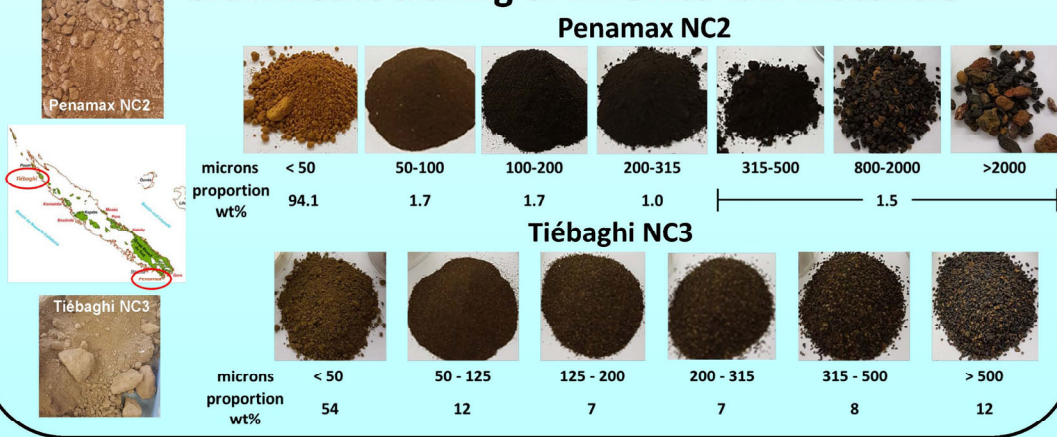 Penamax NC2
Penamax NC2
microns < 50 50-100 100-200 200-315 315-500 800-2000 >2000
proportion
wt% 94.1 1.7 1.7 1.0 1.5
Tiébaghi
Tiébaghi NC3
Tiébaghi NC3
microns < 50 50 - 125 125 - 200 200 - 315 315 - 500 > 500
proportion
wt% 54 12 7 7 8 12